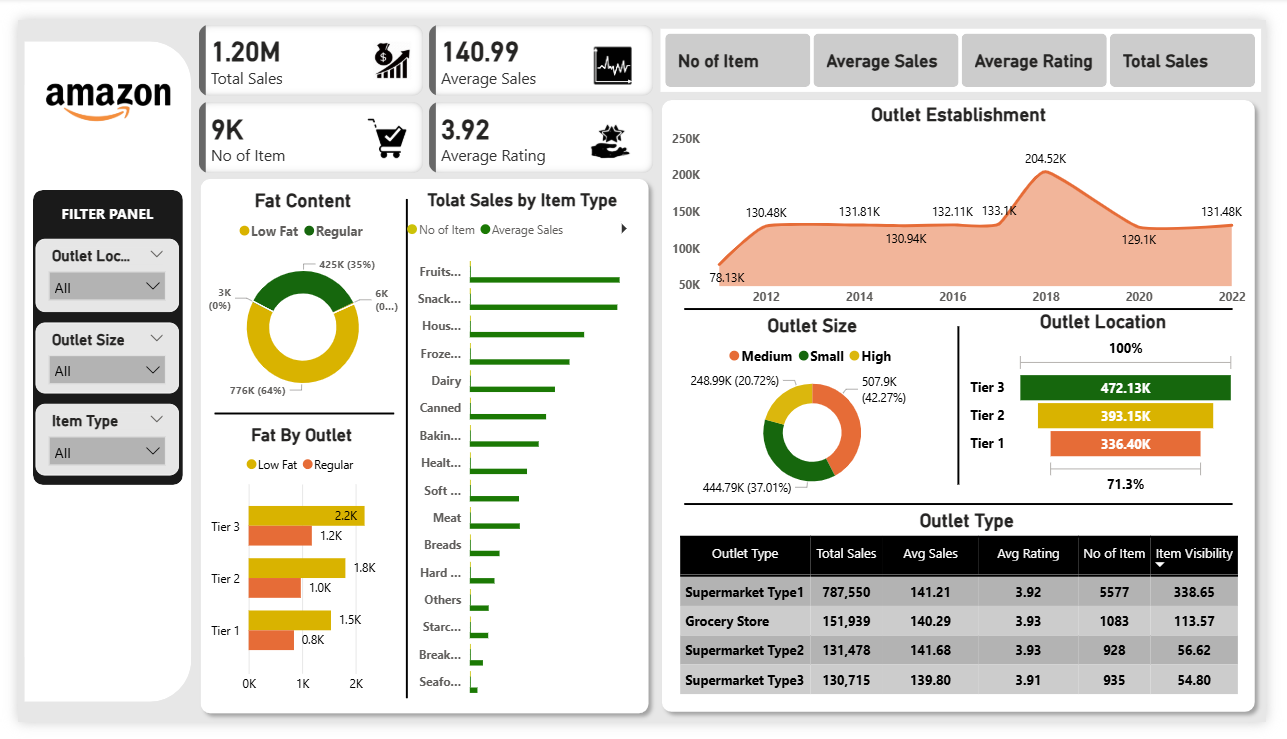 amazon
FILTER PANEL
Outlet Loc...
All
Outlet Size
All
Item Type
All
1.20M
Total Sales
140.99
Average Sales
9K
No of Item
3.92
Average Rating
No of Item
Average Sales
Average Rating
Total Sales
Fat Content
Low Fat Regular
425K (35%)
3K
(0%)
6K
(0...)
776K (64%)
Fat By Outlet
Low Fat Regular
Tier 3
2.2K
1.2K
Tier 2
1.8K
1.0K
Tier 1
1.5K
0.8K
0K 1K 2K
Tolat Sales by Item Type
No of Item Average Sales
Fruits...
Snack...
Hous...
Froze...
Dairy
Canned
Bakin...
Healt...
Soft ...
Meat
Breads
Hard ...
Others
Starc...
Break...
Seafo...
Outlet Establishment
250K
200K
150K
100K
50K
78.13K
130.48K
131.81K
130.94K
132.11K
133.1K
204.52K
129.1K
131.48K
2012 2014 2016 2018 2020 2022
Outlet Size
Medium Small High
248.99K (20.72%)
507.9K
(42.27%)
444.79K (37.01%)
Outlet Location
100%
Tier 3 472.13K
Tier 2 393.15K
Tier 1 336.40K
71.3%
Outlet Type
Outlet Type Total Sales Avg Sales Avg Rating No of Item Item Visibility
Supermarket Type1 787,550 141.21 3.92 5577 338.65
Grocery Store 151,939 140.29 3.93 1083 113.57
Supermarket Type2 131,478 141.68 3.93 928 56.62
Supermarket Type3 130,715 139.80 3.91 935 54.80